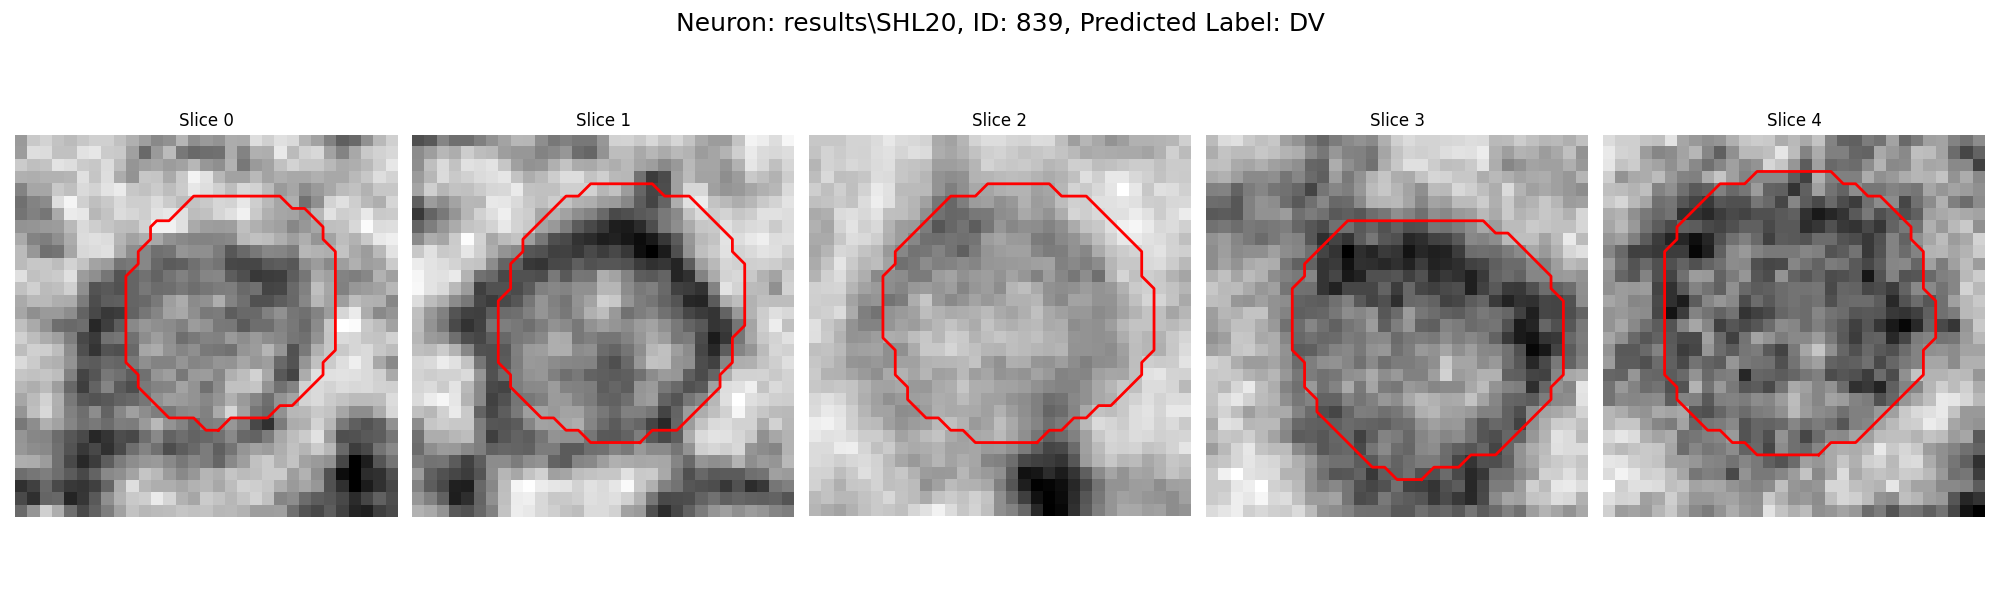 Neuron: results\SHL20, ID: 839, Predicted Label: DV
Slice 0
Slice 1
Slice 2
Slice 3
Slice 4